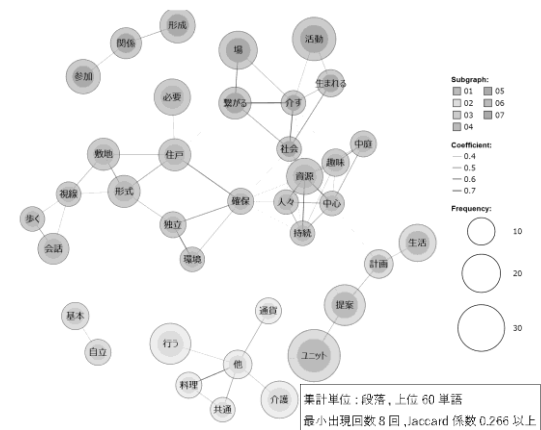 形成
関係
参加
活動
場
生まれる
繋がる
介す
必要
社会
中庭
趣味
敷地
住戸
資源
視線
形式
人々
中心
確保
歩く
独立
持続
会話
環境
生活
計画
提案
基本
通貨
自立
行う
他
ユニット
料理
共通
介護
Subgraph:
01 05
02 06
03 07
04
Coefficient:
0.4
0.5
0.6
0.7
Frequency:
10
20
30
集計単位：段落，上位 60 単語
最小出現回数 8 回，Jaccard 係数 0.266 以上